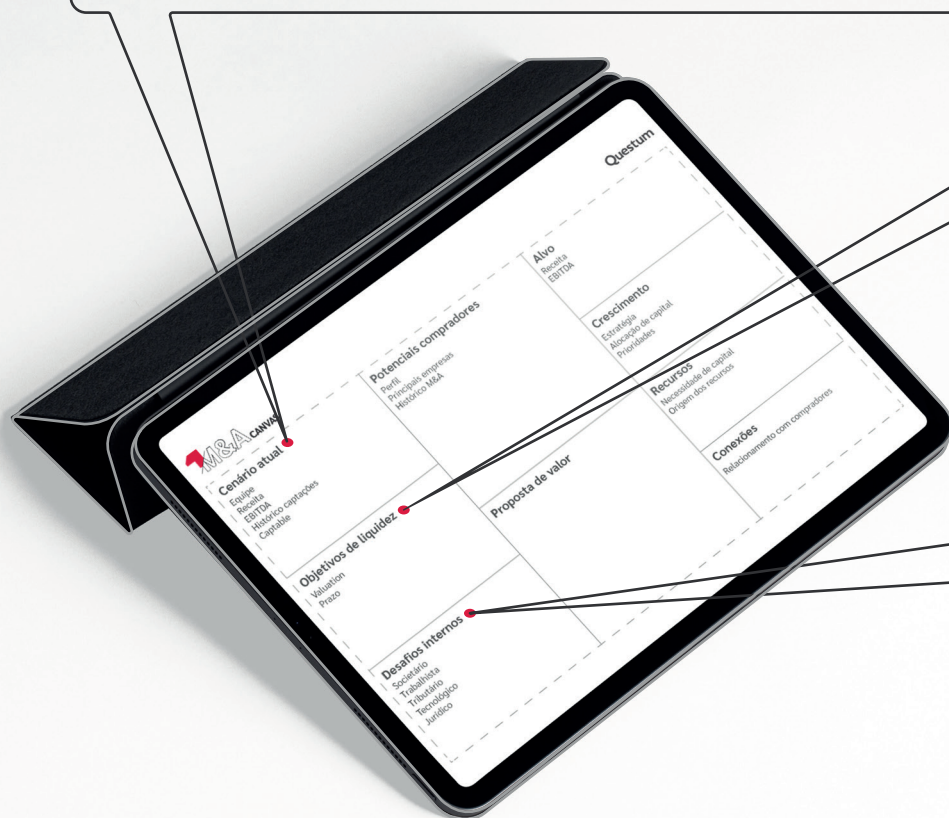 Questum
M&A CANVAS
Cenário atual
Equipe
Receita
EBITDA
Histórico captações
Captable
Objetivos de liquidez
Valuation
Prazo
Desafios internos
Societário
Trabalhista
Tributário
Tecnológico
Jurídico
Potenciais compradores
Perfil
Principais empresas
Histórico M&A
Proposta de valor
Alvo
Receita
EBITDA
Crescimento
Estratégia
Alocação de capital
Prioridades
Recursos
Necessidade de capital
Origem dos recursos
Conexões
Relacionamento com compradores